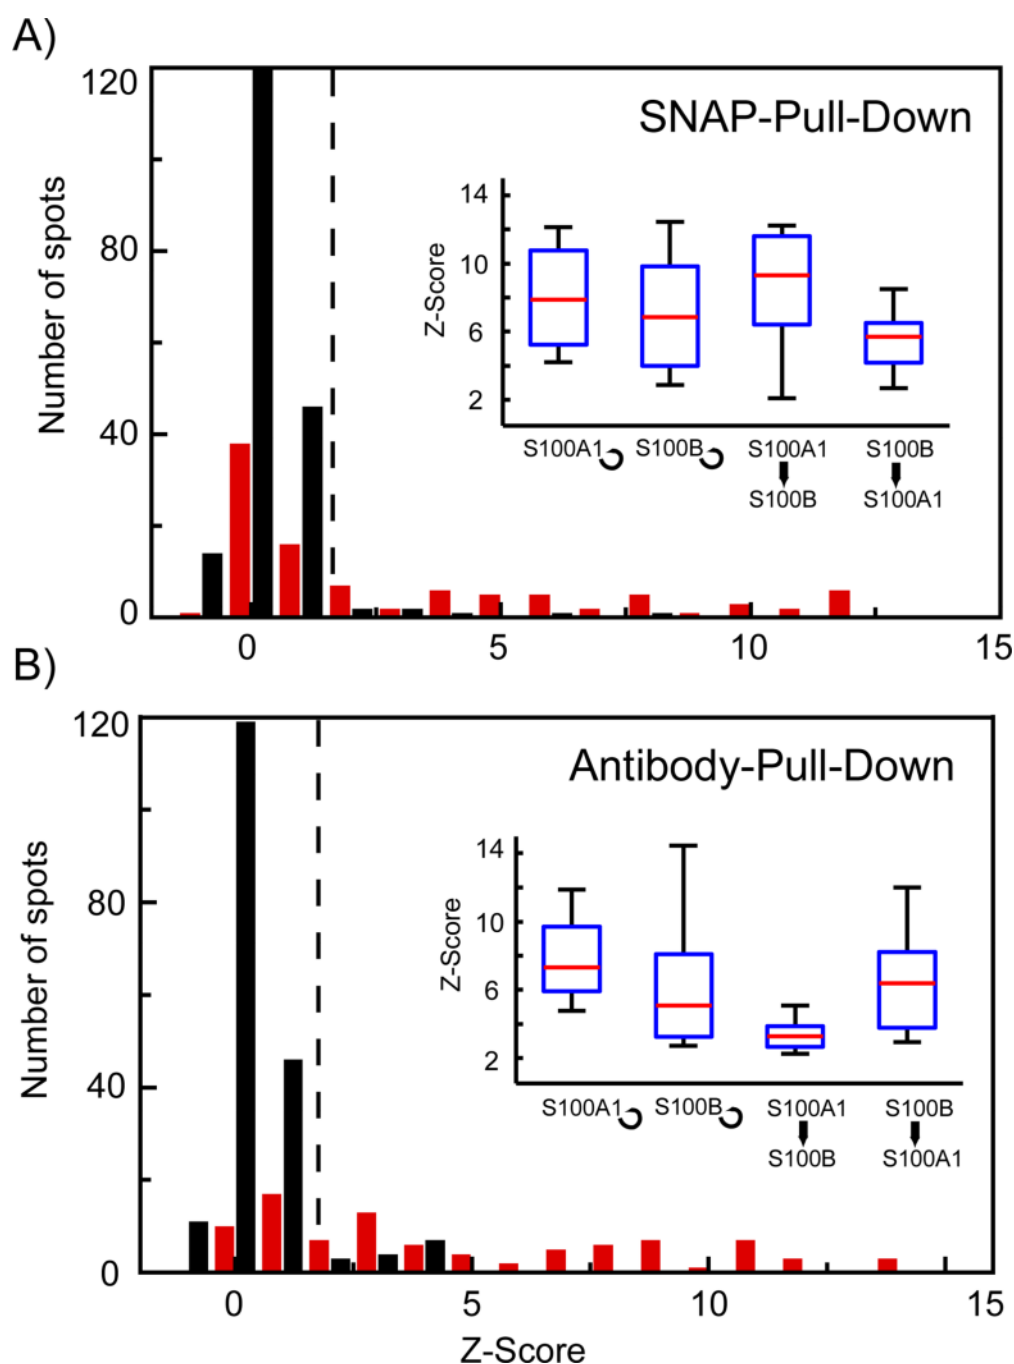 A)
SNAP-Pull-Down
120
80
40
0
Number of spots
14
10
6
2
Z-Score
S100A1 S100B S100A1 S100B
S100B S100A1
0 5 10 15
B)
Antibody-Pull-Down
120
80
40
0
Number of spots
14
10
6
2
Z-Score
S100A1 S100B S100A1 S100B
S100B S100A1
0 5 10 15
Z-Score